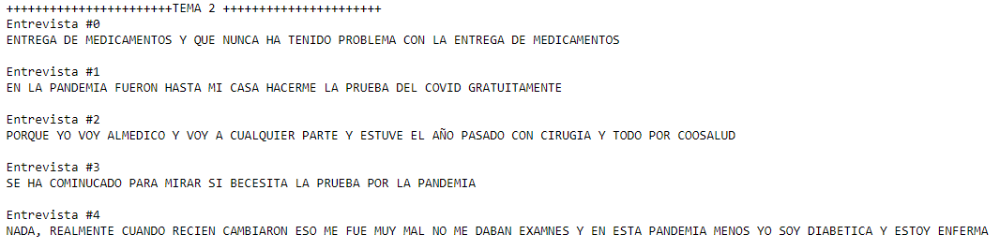 +++++++++++++++++++++++TEMA 2 ++++++++++++++++++++++
Entrevista #0
ENTREGA DE MEDICAMENTOS Y QUE NUNCA HA TENIDO PROBLEMA CON LA ENTREGA DE MEDICAMENTOS
Entrevista #1
EN LA PANDEMIA FUERON HASTA MI CASA HACERME LA PRUEBA DEL COVID GRATUITAMENTE
Entrevista #2
PORQUE YO VOY ALMEDICO Y VOY A CUALQUIER PARTE Y ESTUVE EL AÑO PASADO CON CIRUGIA Y TODO POR COOSALUD
Entrevista #3
SE HA COMINUCADO PARA MIRAR SI BECESITA LA PRUEBA POR LA PANDEMIA
Entrevista #4
NADA, REALMENTE CUANDO RECIEN CAMBIARON ESO ME FUE MUY MAL NO ME DABAN EXAMNES Y EN ESTA PANDEMIA MENOS YO SOY DIABETICA Y ESTOY ENFERMA